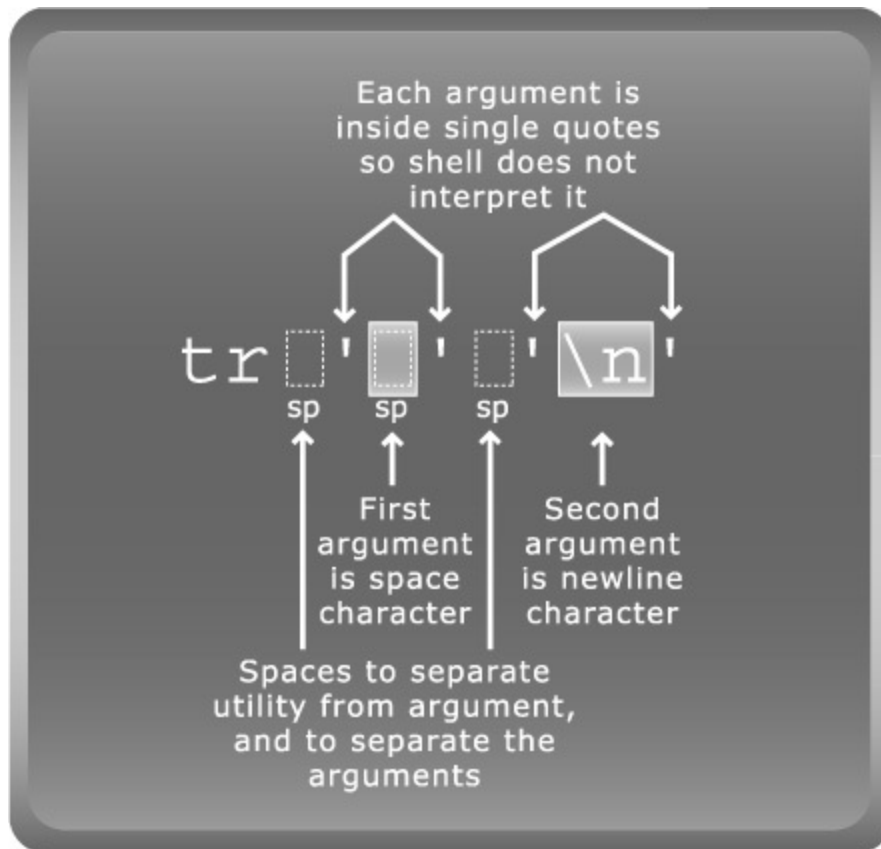 Each argument is
inside single quotes
so shell does not
interpret it
tr ' ' '\n'
sp sp sp
First
argument
is space
character
Second
argument
is newline
character
Spaces to separate
utility from argument,
and to separate the
arguments